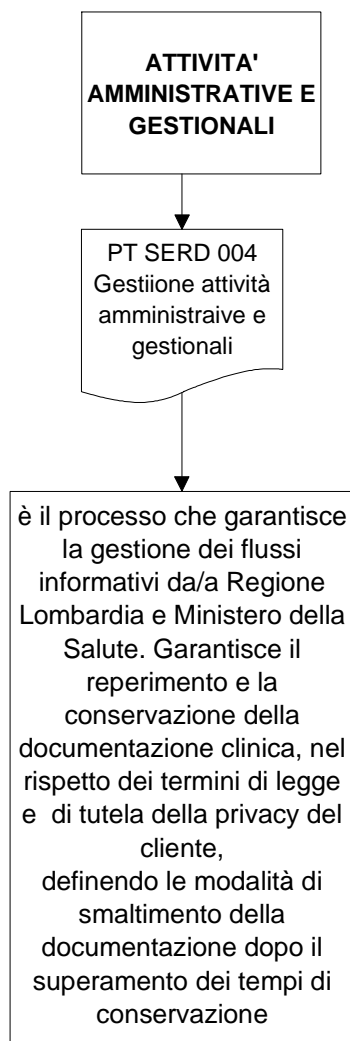 ATTIVITA'
AMMINISTRATIVE E
GESTIONALI
PT SERD 004
Gestiione attività
amministraive e
gestionali
è il processo che garantisce
la gestione dei flussi
informativi da/a Regione
Lombardia e Ministero della
Salute. Garantisce il
reperimento e la
conservazione della
documentazione clinica, nel
rispetto dei termini di legge
e  di tutela della privacy del
cliente,
definendo le modalità di
smaltimento della
documentazione dopo il
superamento dei tempi di
conservazione